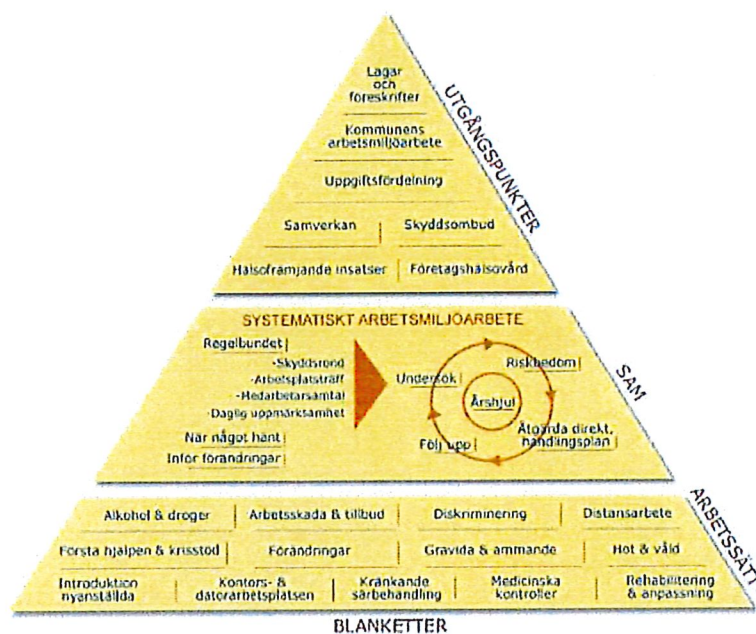 Lagar
och
föreskrifter
Kommunens
arbetsmiljöarbete
Uppgiftsfördelning
Samverkan
Skyddsombud
Hälsofrämjande insatser
Företagshälsovård
UTGÅNGSPUNKTER
SYSTEMATISKT ARBETSMILJÖARBETE
Regelbundet
-Skyddsrond
-Arbetsplatsträff
-Medarbetarsamtal
-Daglig uppmärksamhet
När något hänt
Inför förändringar
Undersök
Riskbedöm
Årshjul
Följ upp
Åtgärda direkt,
handlingsplan
SAM
Alkohol & droger
Arbetsskada & tillbud
Diskriminering
Distansarbete
Första hjälpen & krisstöd
Förändringar
Gravida & ammande
Hot & våld
Introduktion
nyanställda
Kontors- &
datorarbetsplatsen
Kränkande
särbehandling
Medicinska
kontroller
Rehabilitering
& anpassning
ARBETSSÄTT
BLANKETTER